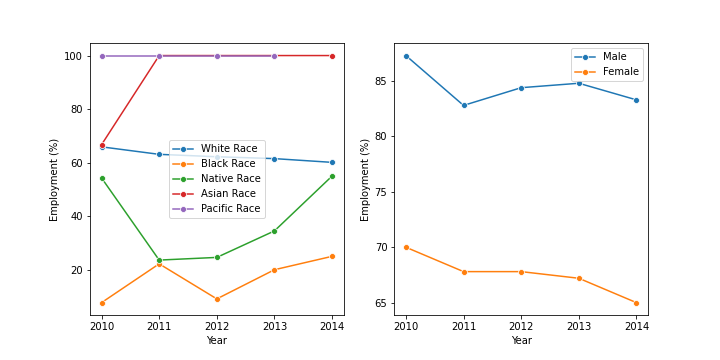 100
80
60
40
20
Employment (%)
White Race
Black Race
Native Race
Asian Race
Pacific Race
2010 2011 2012 2013 2014
Year
85
80
75
70
65
Employment (%)
Male
Female
2010 2011 2012 2013 2014
Year